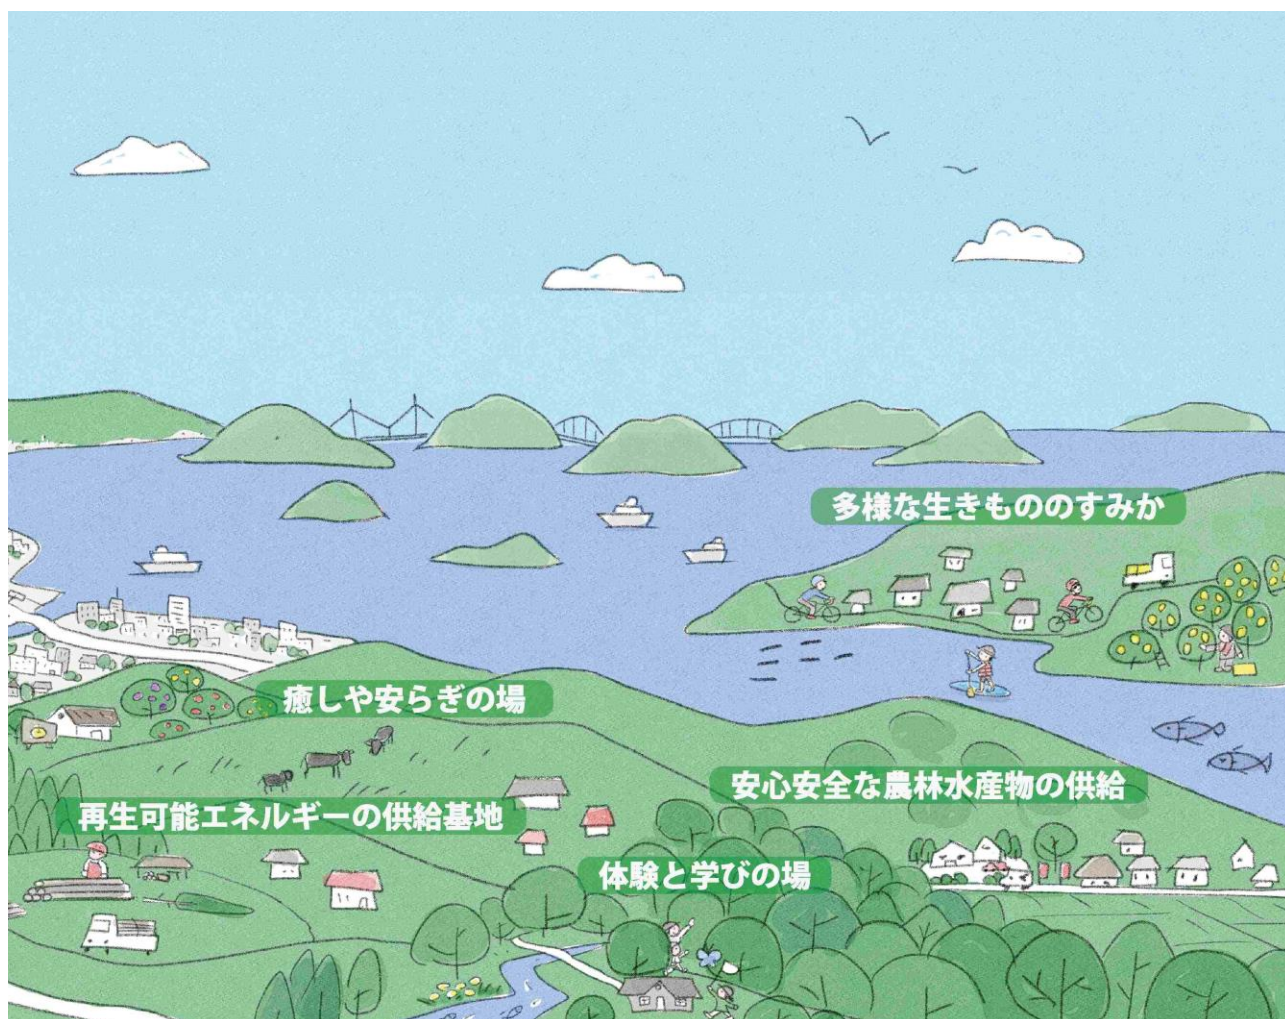 多様な生きもののすみか
癒しや安らぎの場
安心安全な農林水産物の供給
再生可能エネルギーの供給基地
体験と学びの場